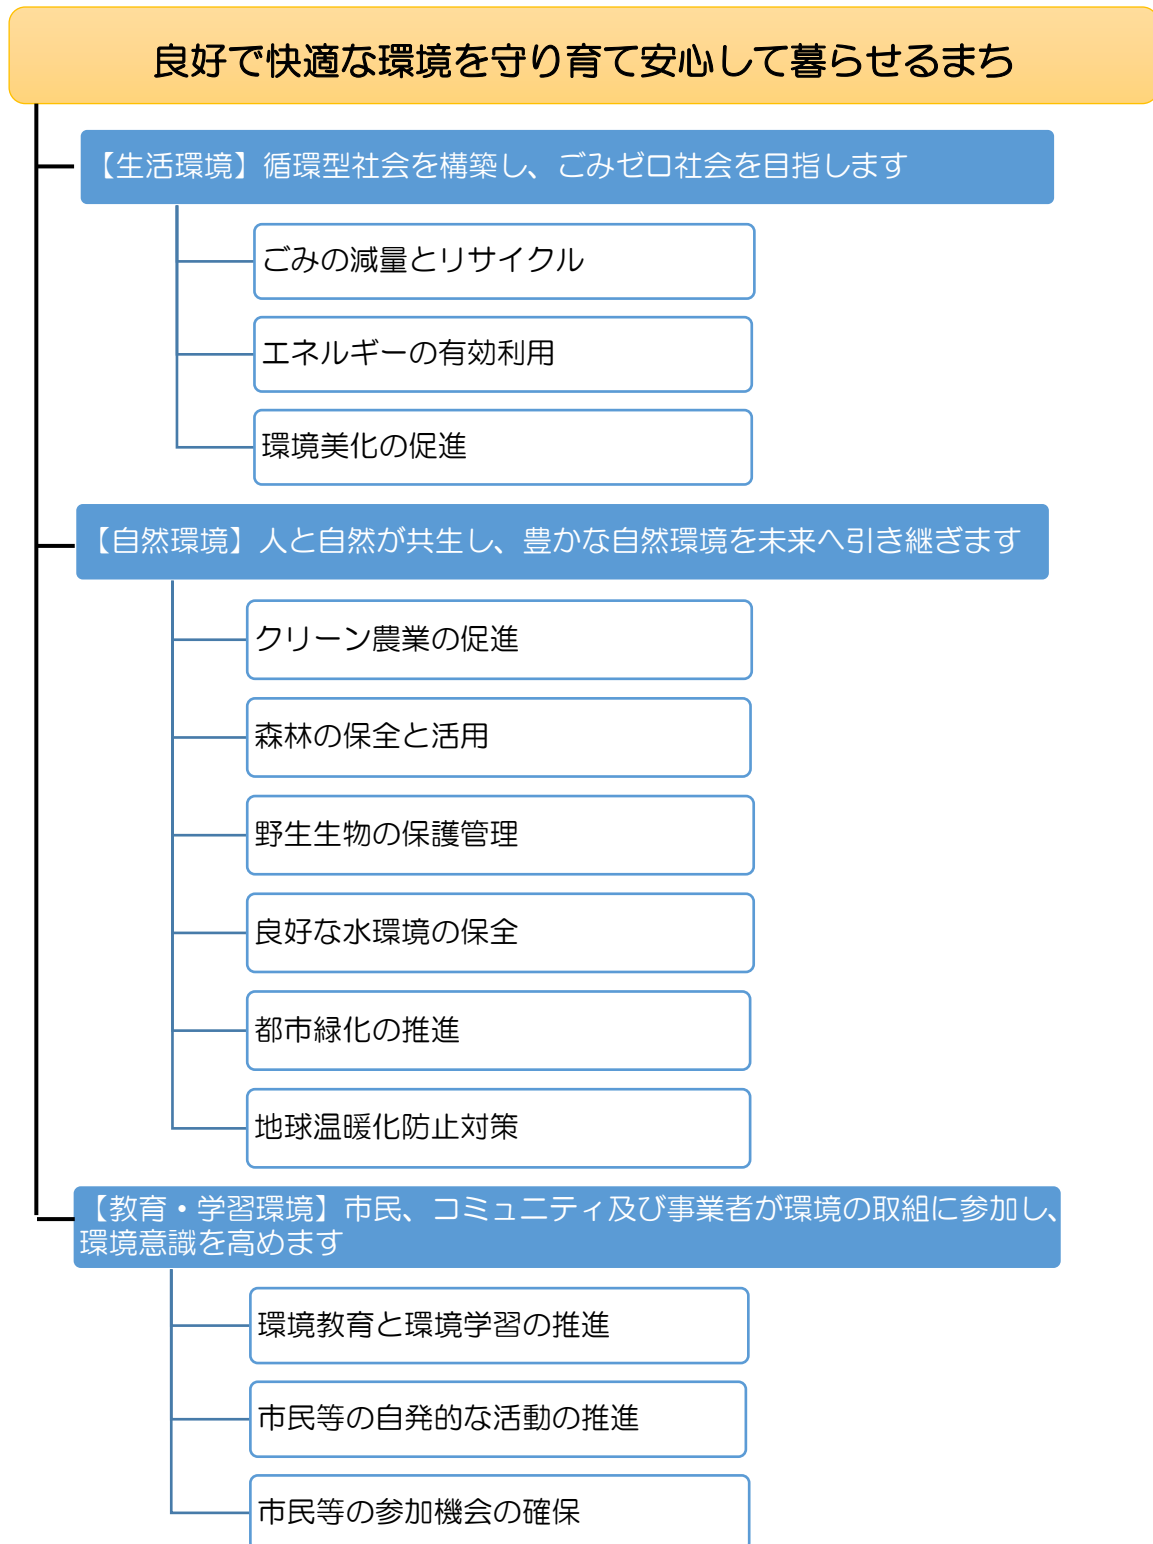 良好で快適な環境を守り育て安心して暮らせるまち
【生活環境】循環型社会を構築し、ごみゼロ社会を目指します
ごみの減量とリサイクル
エネルギーの有効利用
環境美化の促進
【自然環境】人と自然が共生し、豊かな自然環境を未来へ引き継ぎます
クリーン農業の促進
森林の保全と活用
野生生物の保護管理
良好な水環境の保全
都市緑化の推進
地球温暖化防止対策
【教育・学習環境】市民、コミュニティ及び事業者が環境の取組に参加し、
環境意識を高めます
環境教育と環境学習の推進
市民等の自発的な活動の推進
市民等の参加機会の確保